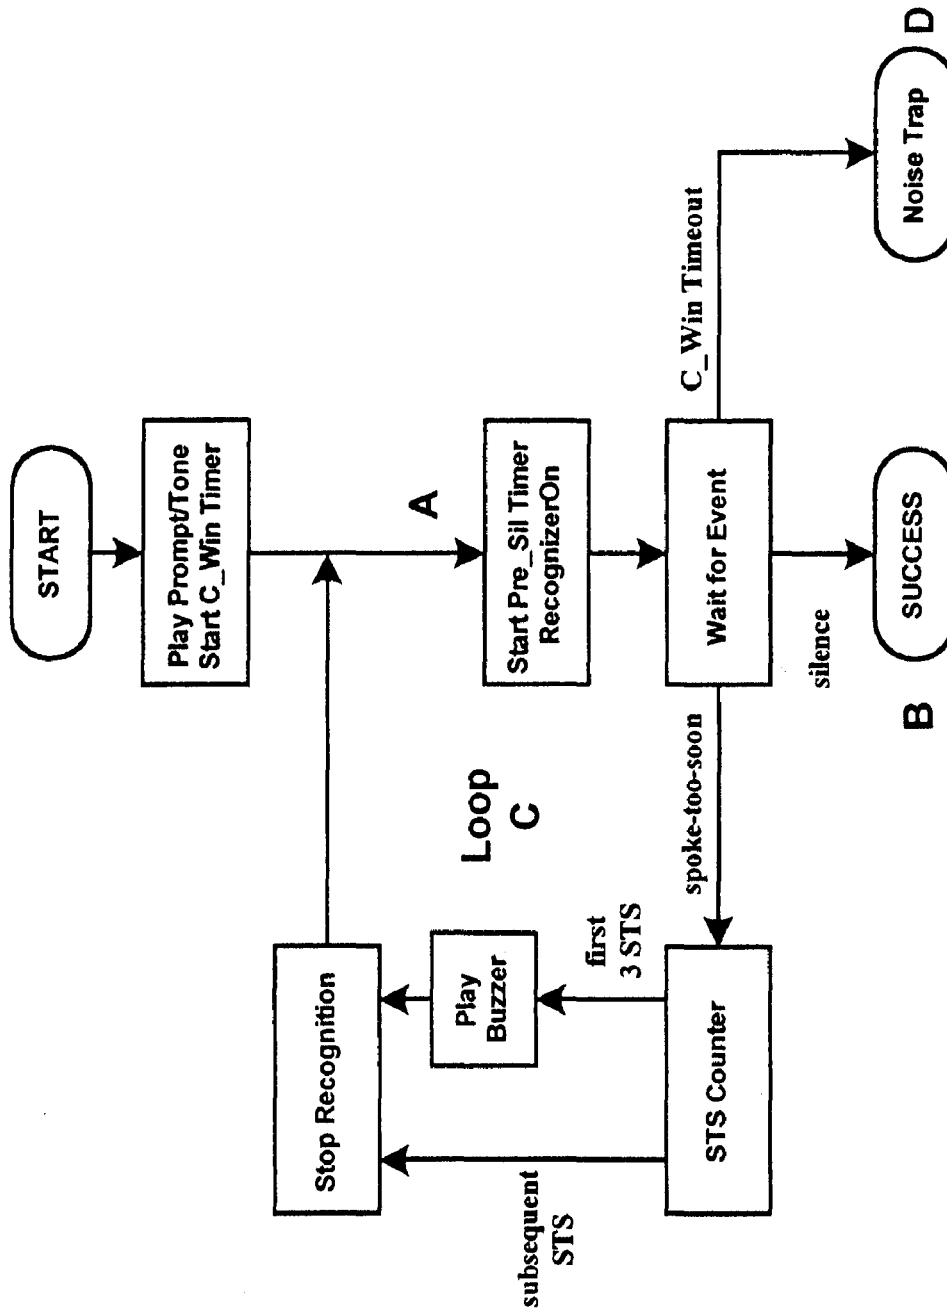 START
Play Prompt/Tone
Start C_Win Timer
A
Start Pre_Sil Timer
RecognizerOn
Wait for Event
C_Win Timeout
Noise Trap
D
silence
SUCCESS
B
spoke-too-soon
STS Counter
first
3 STS
Play
Buzzer
subsequent
STS
Stop Recognition
Loop
C